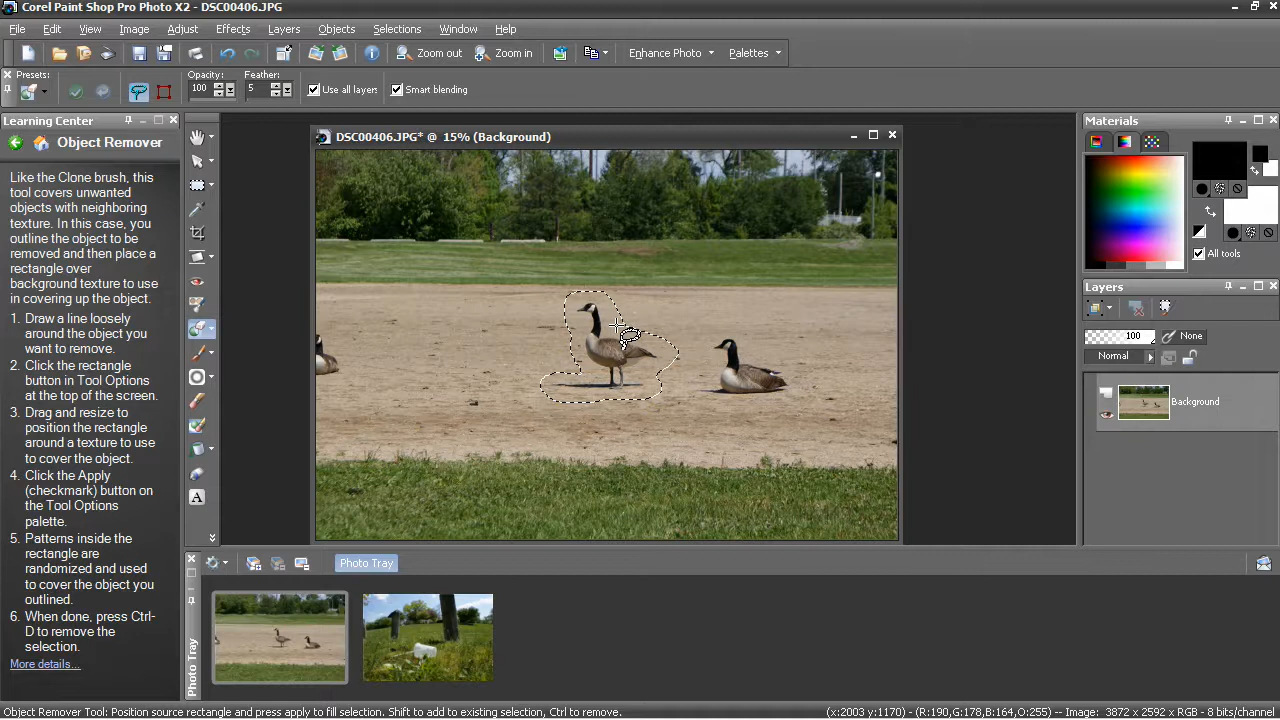 Corel Paint Shop Pro Photo X2 - DSC00406.JPG
File Edit View Image Adjust Effects Layers Objects Selections Window Help
Zoom out Zoom in Enhance Photo Palettes
Presets: Opacity: Feather:
100 5 Use all layers Smart blending
Learning Center
Object Remover
Like the Clone brush, this
tool covers unwanted
objects with neighboring
texture. In this case, you
outline the object to be
removed and then place a
rectangle over
background texture to use
in covering up the object.
1. Draw a line loosely
around the object you
want to remove.
2. Click the rectangle
button in Tool Options
at the top of the screen.
3. Drag and resize to
position the rectangle
around a texture to use
to cover the object.
4. Click the Apply
(checkmark) button on
the Tool Options
palette.
5. Patterns inside the
rectangle are
randomized and used
to cover the object you
outlined.
6. When done, press Ctrl-
D to remove the
selection.
More details...
A
DSC00406.JPG* @ 15% (Background)
Materials
All tools
Layers
100 None
Normal
Background
Photo Tray
Photo Tray
Object Remover Tool: Position source rectangle and press apply to fill selection. Shift to add to existing selection, Ctrl to remove.
(x:2003 y:1170) - (R:190,G:178,B:164,O:255) -- Image: 3872 x 2592 x RGB - 8 bits/channel